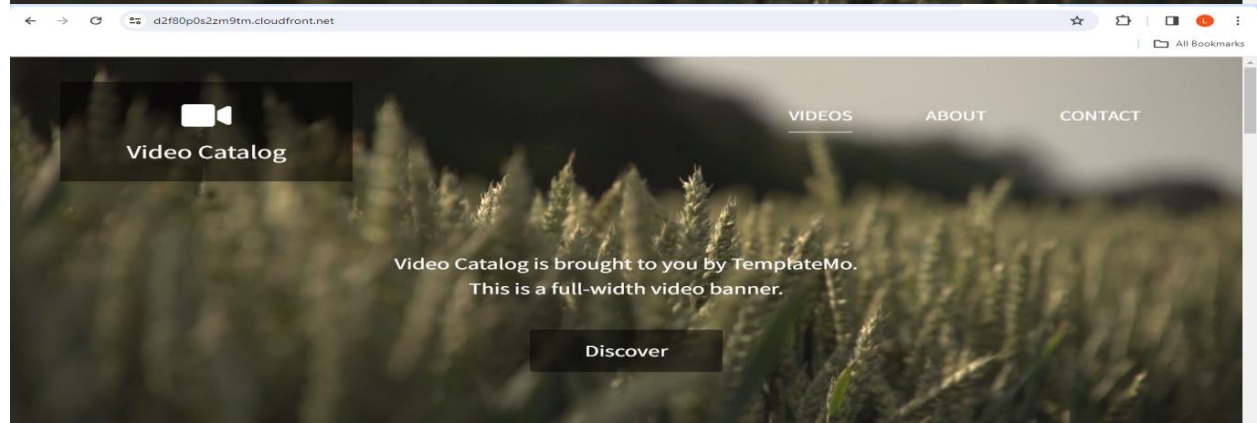 d2f80p0s2zm9tm.cloudfront.net
L
All Bookmarks
Video Catalog
VIDEOS ABOUT CONTACT
Video Catalog is brought to you by TemplateMo.
This is a full-width video banner.
Discover